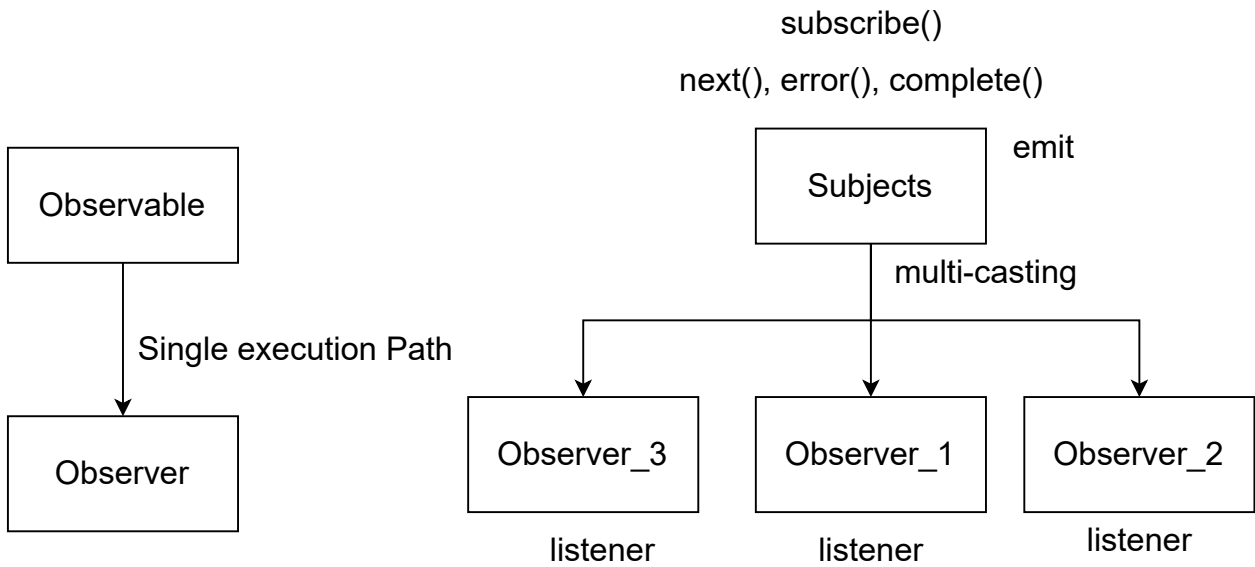 subscribe()
next(), error(), complete()
Observable
Single execution Path
Observer
Subjects
emit
multi-casting
Observer_3
Observer_1
Observer_2
listener
listener
listener